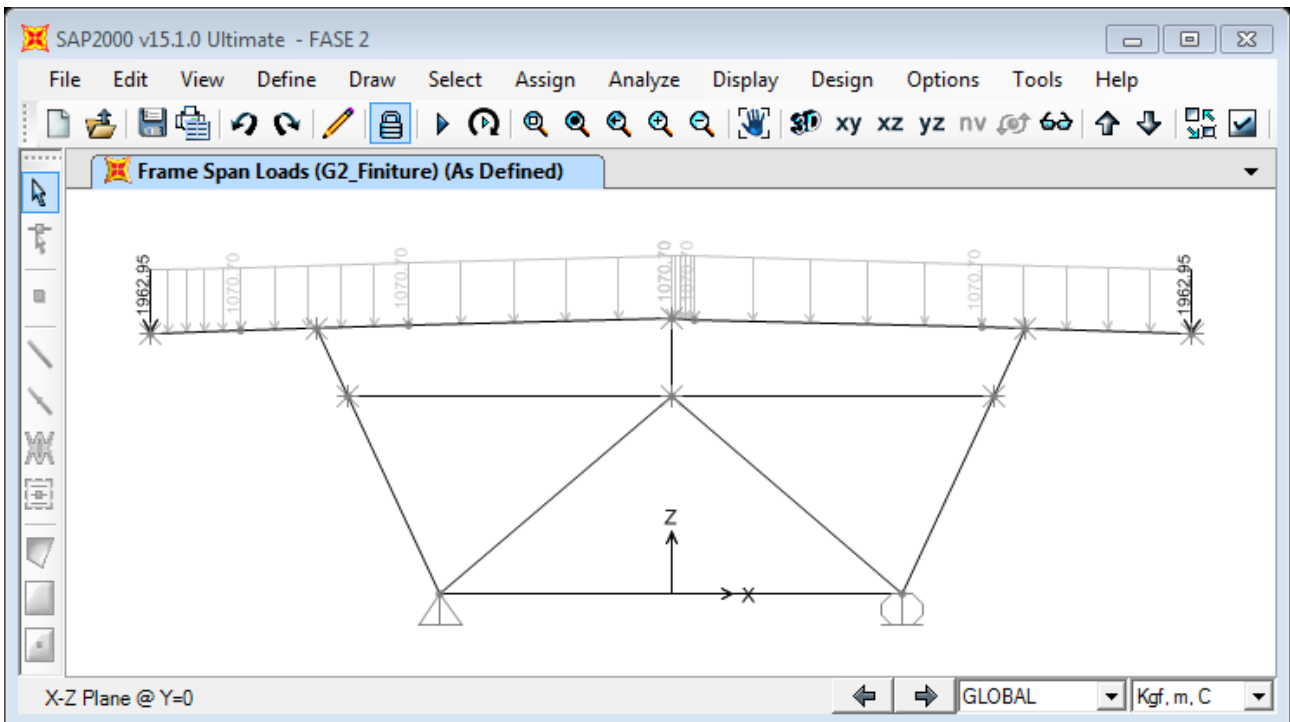 SAP2000 v15.1.0 Ultimate - FASE 2
File Edit View Define Draw Select Assign Analyze Display Design Options Tools Help
3D xy xz yz nv
Frame Span Loads (G2_Finiture) (As Defined)
1962.95 1070.70 1070.70 1070.70 1070.70 1070.70 1962.95
Z
X
X-Z Plane @ Y=0 GLOBAL Kgf, m, C